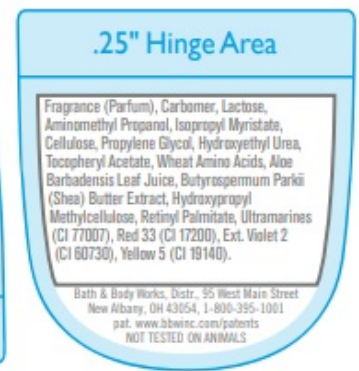 .25" Hinge Area
Fragrance (Parfum), Carbomer, Lactose,
Aminomethyl Propanol, Isopropyl Myristate,
Cellulose, Propylene Glycol, Hydroxyethyl Urea,
Tocopheryl Acetate, Wheat Amino Acids, Aloe
Barbadensis Leaf Juice, Butyrospermum Parkii
(Shea) Butter Extract, Hydroxypropyl
Methylcellulose, Retinyl Palmitate, Ultramarines
(CI 77007), Red 33 (CI 17200), Ext. Violet 2
(CI 60730), Yellow 5 (CI 19140).
Bath & Body Works, Distr., 95 West Main Street
New Albany, OH 43054, 1-800-395-1001
pat. www.bbwinc.com/patents
NOT TESTED ON ANIMALS